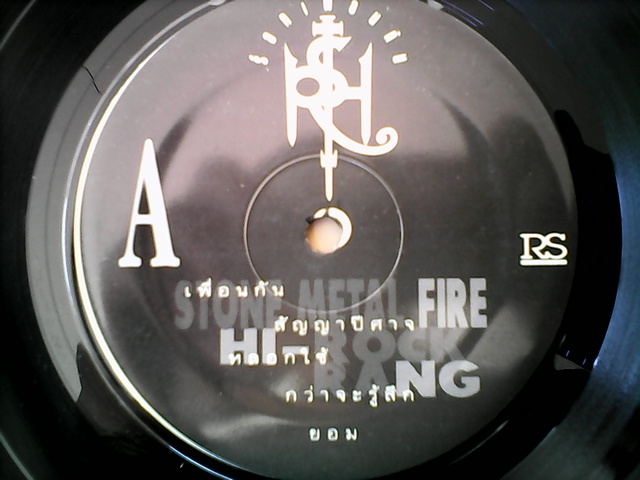 RSH
A
RS
เพื่อนกัน
STONE METAL FIRE
สัญญาปีศาจ
HI-ROCK
หลอกใช้
RANG
กว่าจะรู้สึก
ยอม